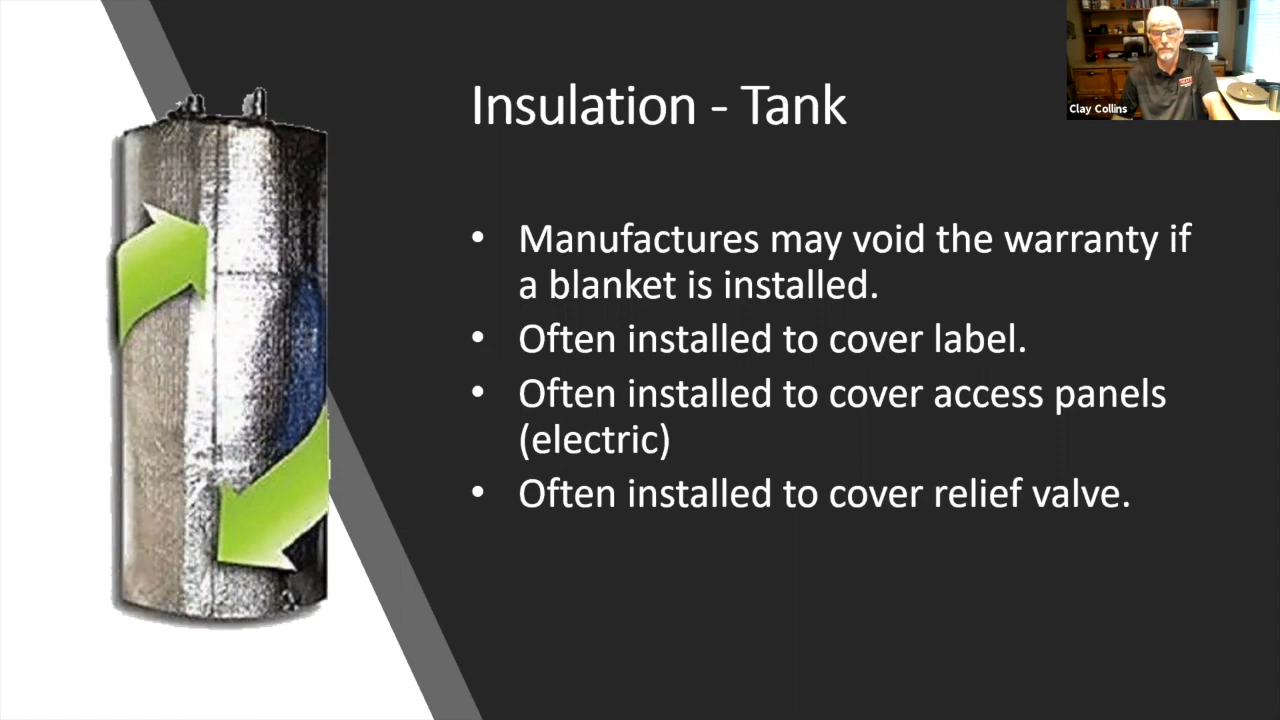 Insulation - Tank
Clay Collins
• Manufactures may void the warranty if
a blanket is installed.
• Often installed to cover label.
• Often installed to cover access panels
(electric)
• Often installed to cover relief valve.